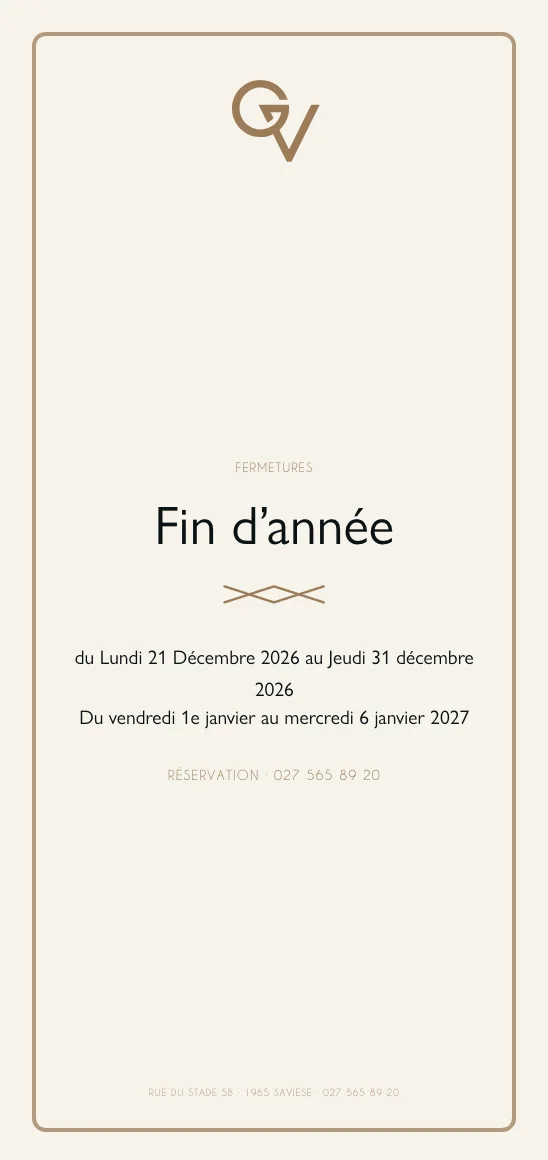 GV
FERMETURES
Fin d’année
du Lundi 21 Décembre 2026 au Jeudi 31 décembre
2026
Du vendredi 1e janvier au mercredi 6 janvier 2027
RÉSERVATION · 027 565 89 20
RUE DU STADE 58 · 1965 SAVIÈSE · 027 565 89 20